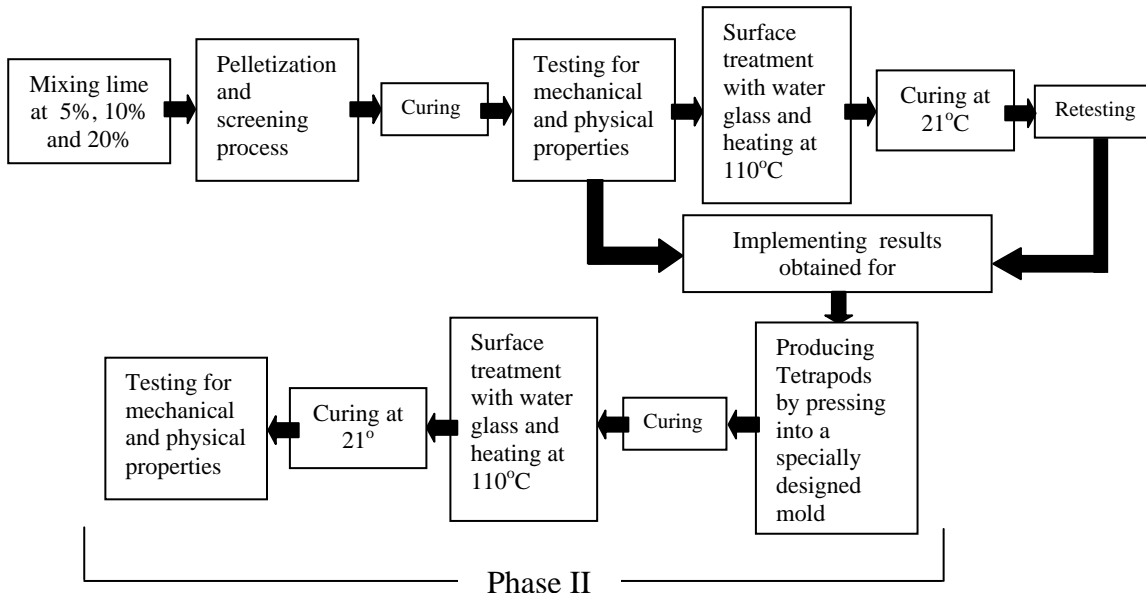 Mixing lime
at 5%, 10%
and 20%
Pelletization
and
screening
process
Curing
Testing for
mechanical
and physical
properties
Surface
treatment
with water
glass and
heating at
110°C
Curing at
21°C
Retesting
Implementing results
obtained for
Producing
Tetrapods
by pressing
into a
specially
designed
mold
Curing
Surface
treatment
with water
glass and
heating at
110°C
Curing at
21°
Testing for
mechanical
and physical
properties
Phase II